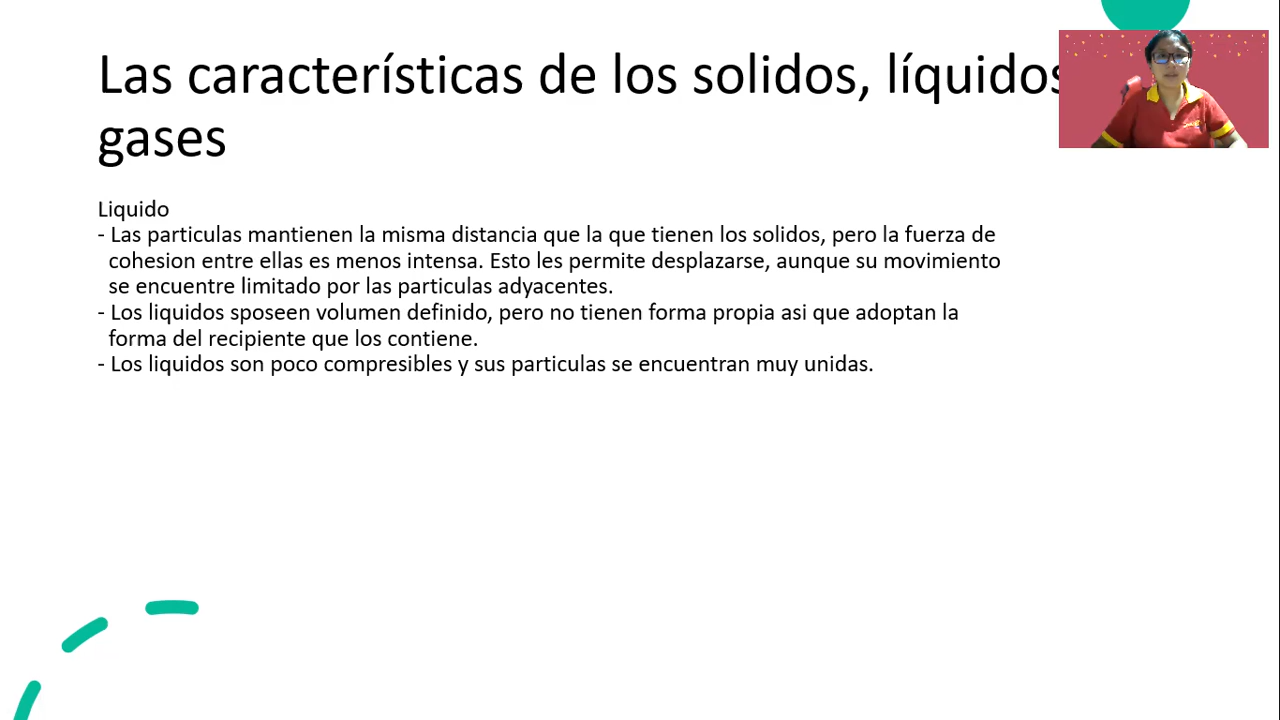 Las características de los solidos, líquidos
gases
Liquido
- Las particulas mantienen la misma distancia que la que tienen los solidos, pero la fuerza de
cohesion entre ellas es menos intensa. Esto les permite desplazarse, aunque su movimiento
se encuentre limitado por las particulas adyacentes.
- Los liquidos sposeen volumen definido, pero no tienen forma propia asi que adoptan la
forma del recipiente que los contiene.
- Los liquidos son poco compresibles y sus particulas se encuentran muy unidas.